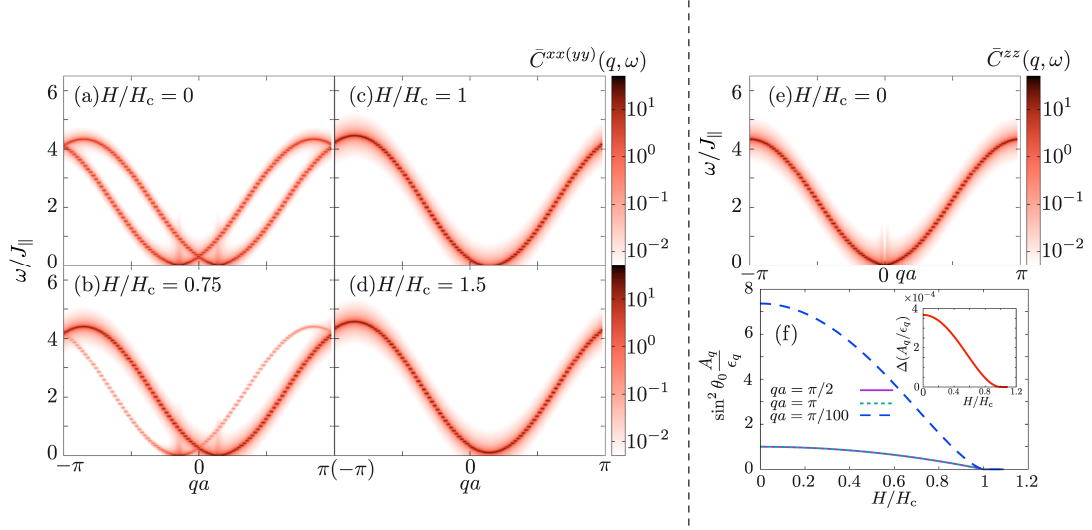 C̄^{xx(yy)}(q, ω)
(a)H/H_c = 0
(c)H/H_c = 1
6
4
2
0
10^1
10^0
10^{-1}
10^{-2}
ω/J_∥
(b)H/H_c = 0.75
(d)H/H_c = 1.5
6
4
2
0
10^1
10^0
10^{-1}
10^{-2}
−π
0
π(−π)
0
π
qa
qa
C̄^{zz}(q, ω)
(e)H/H_c = 0
ω/J_∥
6
4
2
0
10^1
10^0
10^{-1}
10^{-2}
−π
0
qa
π
(f)
sin² θ_0 A_q/ϵ_q
8
6
4
2
0
qa = π/2
qa = π
qa = π/100
×10^{-4}
Δ(A_q/ϵ_q)
4
2
0
0
0.4
0.8
1.2
H/H_c
0
0.2
0.4
0.6
0.8
1
1.2
H/H_c